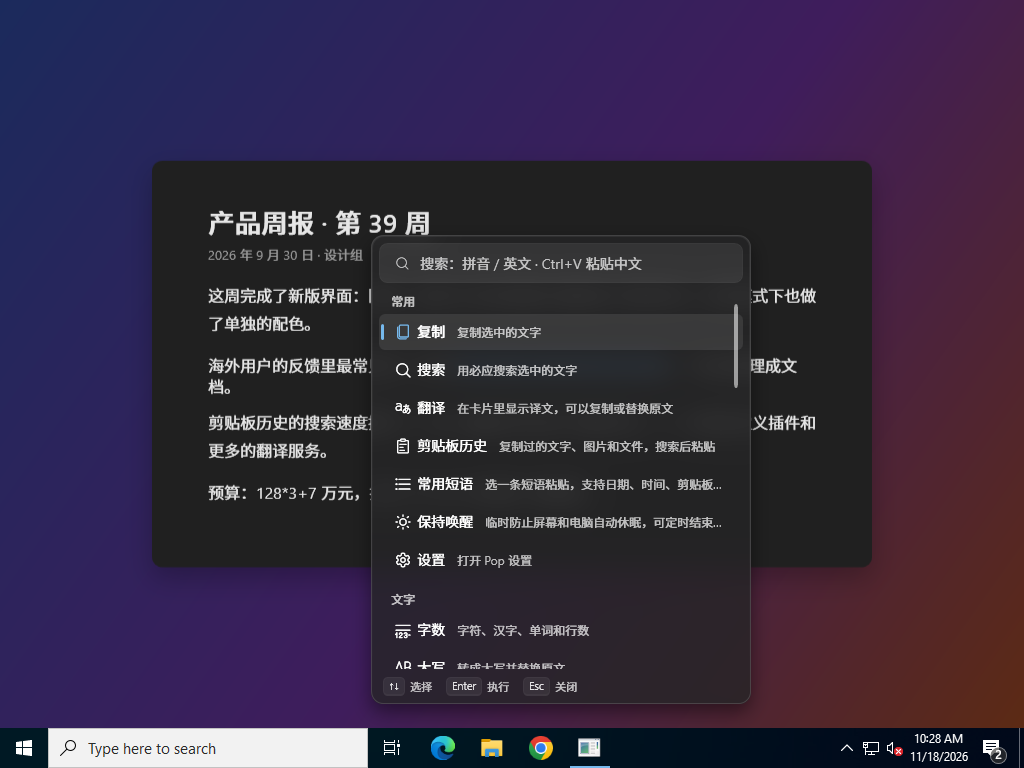 产品周报 · 第 39 周
2026 年 9 月 30 日 · 设计组
这周完成了新版界面：
式下也做
了单独的配色。
海外用户的反馈里最常
理成文
档。
剪贴板历史的搜索速度
义插件和
更多的翻译服务。
预算：128*3+7 万元，
搜索：拼音 / 英文 · Ctrl+V 粘贴中文
常用
复制 复制选中的文字
搜索 用必应搜索选中的文字
翻译 在卡片里显示译文，可以复制或替换原文
剪贴板历史 复制过的文字、图片和文件，搜索后粘贴
常用短语 选一条短语粘贴，支持日期、时间、剪贴板...
保持唤醒 临时防止屏幕和电脑自动休眠，可定时结束...
设置 打开 Pop 设置
文字
字数 字符、汉字、单词和行数
AB 大写 转成大写并替换原文
↑↓ 选择 Enter 执行 Esc 关闭
Type here to search
10:28 AM
11/18/2026
2